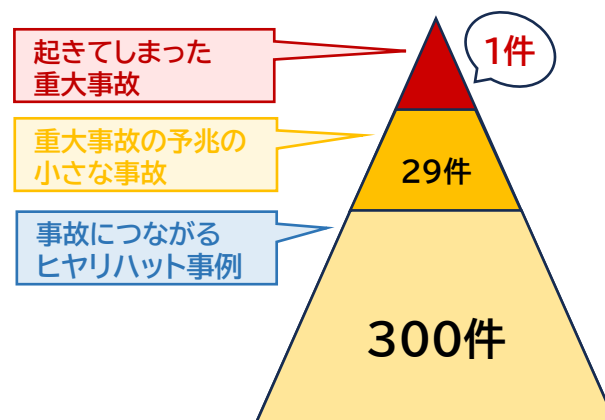 起きてしまった
重大事故
1件
重大事故の予兆の
小さな事故
29件
事故につながる
ヒヤリハット事例
300件